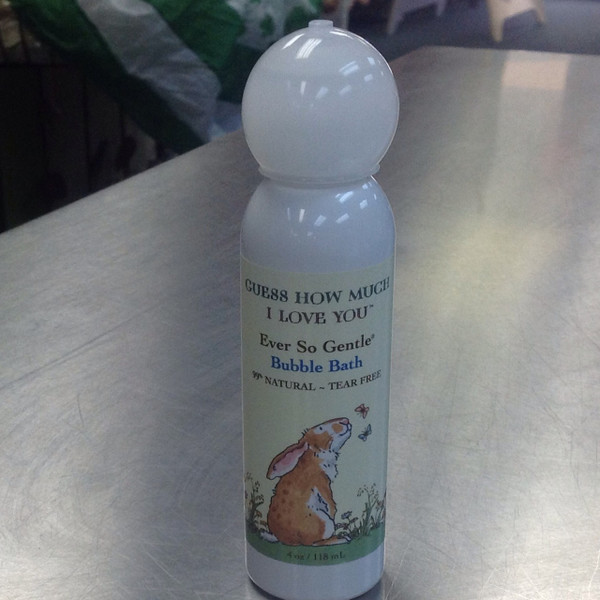 GUESS HOW MUCH
I LOVE YOU™
Ever So Gentle®
Bubble Bath
99% NATURAL ~ TEAR FREE
4 oz / 118 mL